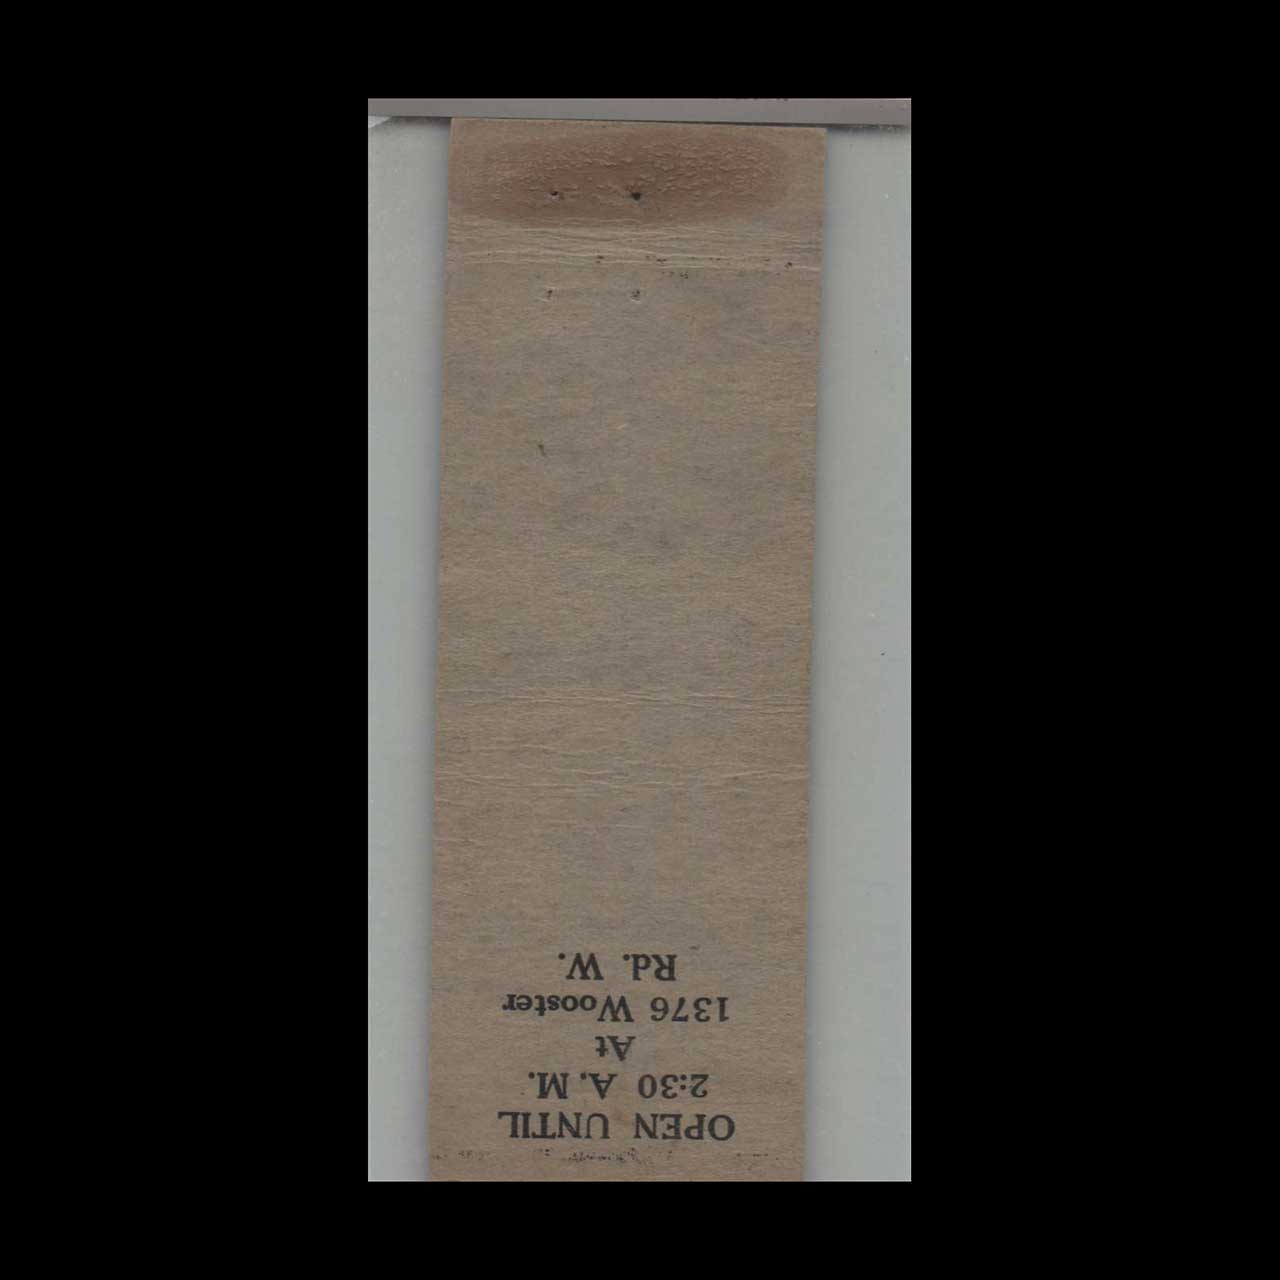 OPEN UNTIL
2:30 A.M.
At
1376 Wooster
Rd. W.